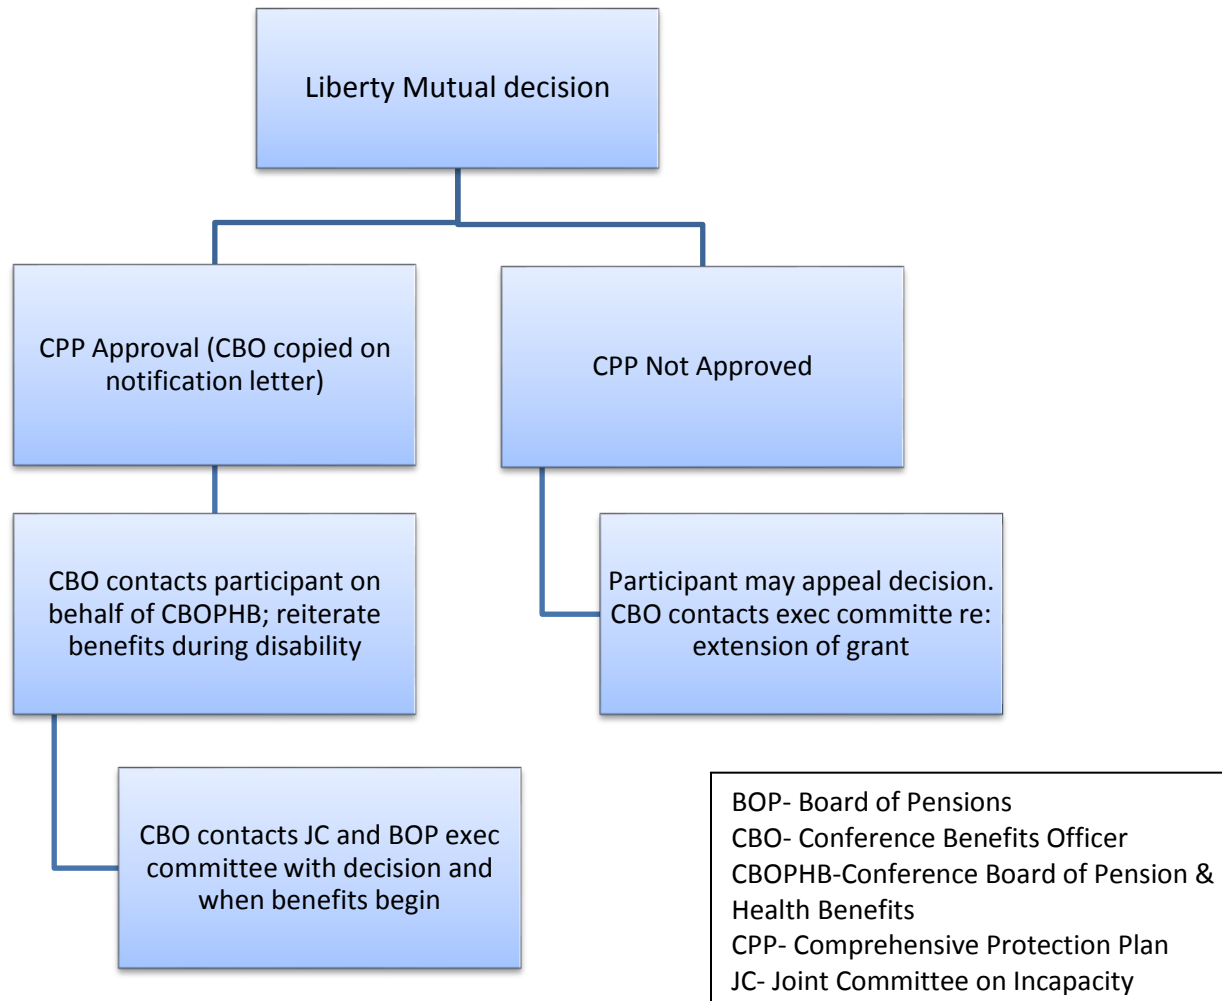 Liberty Mutual decision
CPP Approval (CBO copied on
notification letter)
CPP Not Approved
CBO contacts participant on
behalf of CBOPHB; reiterate
benefits during disability
Participant may appeal decision.
CBO contacts exec committe re:
extension of grant
CBO contacts JC and BOP exec
committee with decision and
when benefits begin
BOP- Board of Pensions
CBO- Conference Benefits Officer
CBOPHB-Conference Board of Pension &
Health Benefits
CPP- Comprehensive Protection Plan
JC- Joint Committee on Incapacity